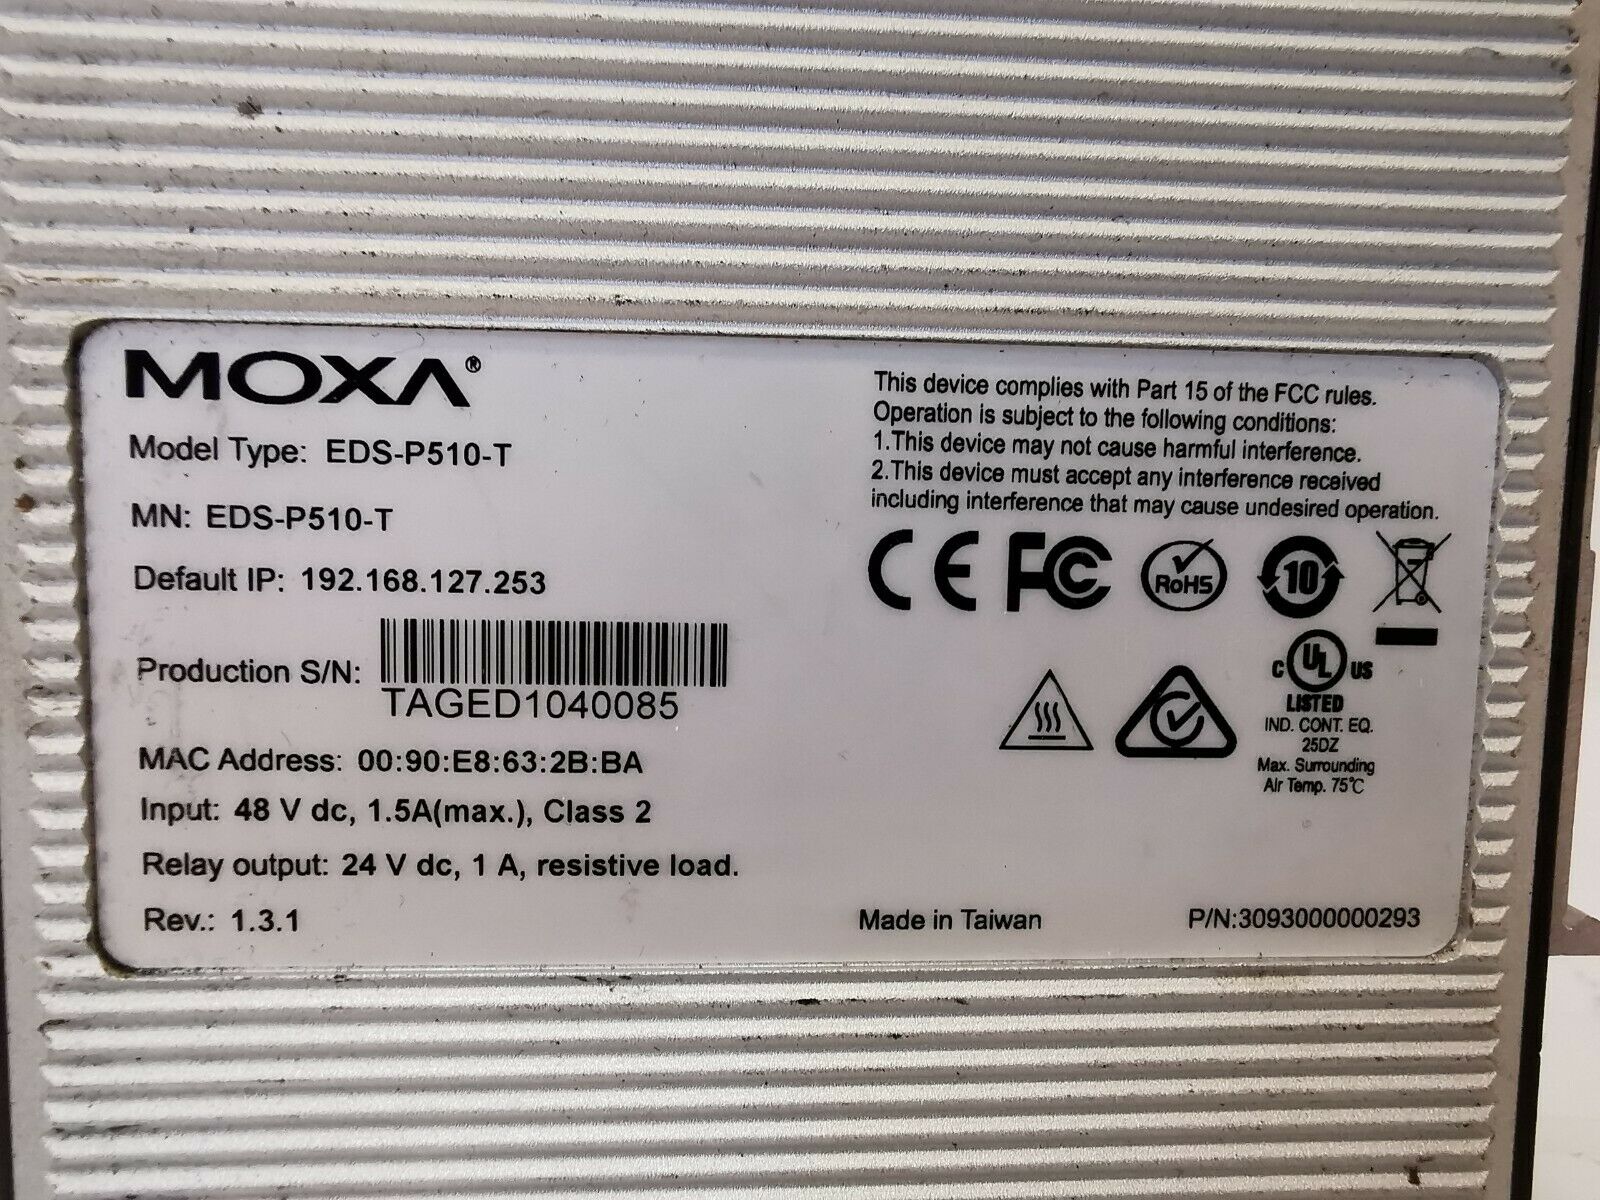 MOXA®
Model Type: EDS-P510-T
MN: EDS-P510-T
Default IP: 192.168.127.253
Production S/N:
TAGED1040085
MAC Address: 00:90:E8:63:2B:BA
Input: 48 V dc, 1.5A(max.), Class 2
Relay output: 24 V dc, 1 A, resistive load.
Rev.: 1.3.1
This device complies with Part 15 of the FCC rules.
Operation is subject to the following conditions:
1.This device may not cause harmful interference.
2.This device must accept any interference received
including interference that may cause undesired operation.
CE FC RoHS 10
C UL US
LISTED
IND. CONT. EQ.
25DZ
Max. Surrounding
Air Temp. 75℃
Made in Taiwan
P/N:3093000000293